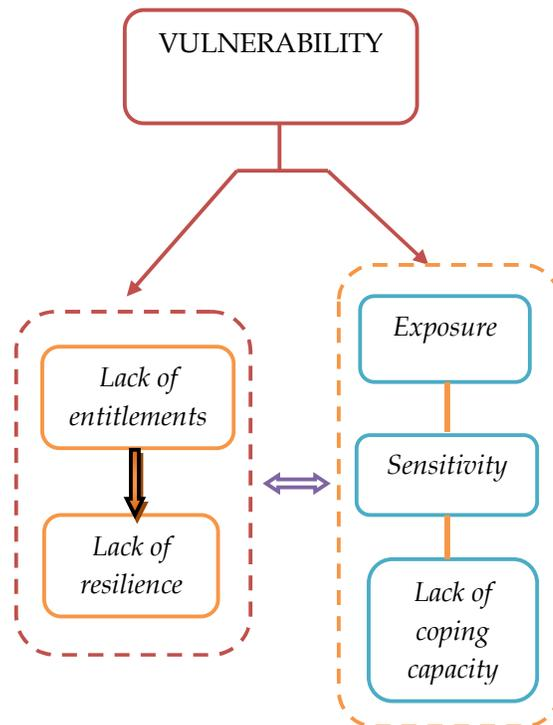 VULNERABILITY
Lack of
entitlements
Lack of
resilience
Exposure
Sensitivity
Lack of
coping
capacity